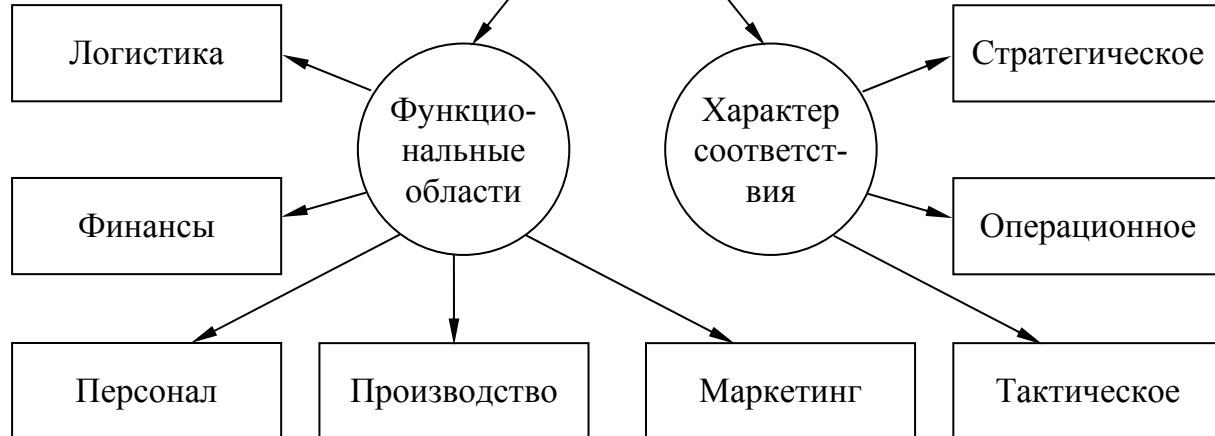 Логистика
Функцио-
нальные
области
Характер
соответст-
вия
Стратегическое
Финансы
Операционное
Персонал
Производство
Маркетинг
Тактическое